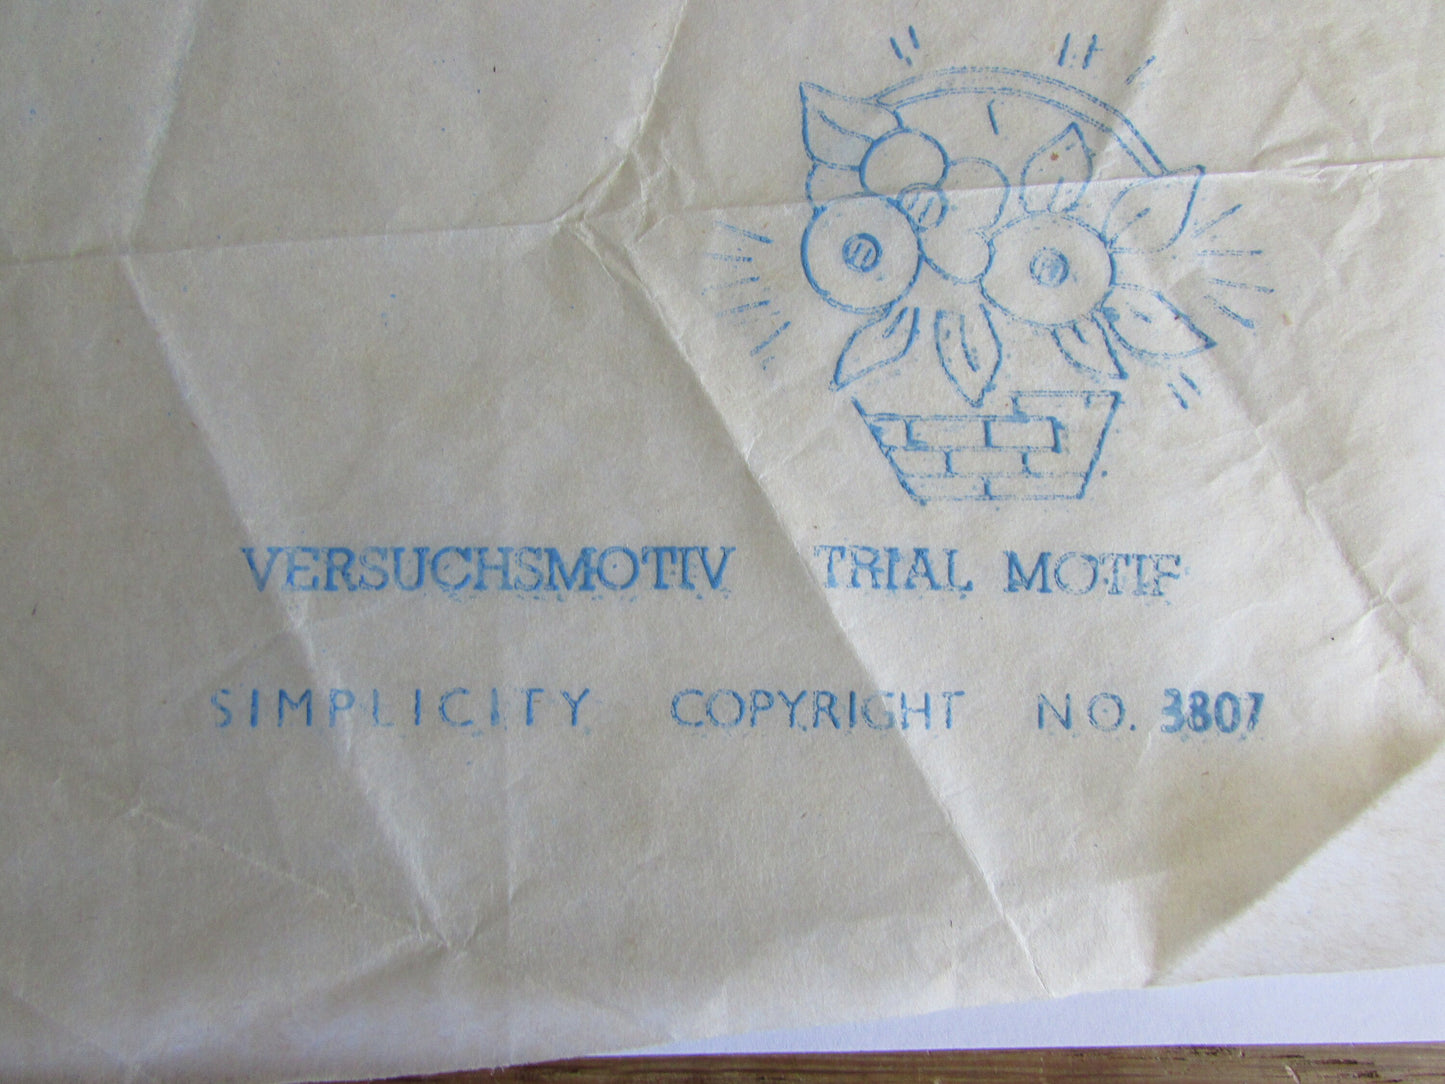 VERSUCHSMOTIV TRIAL MOTIF
SIMPLICITY COPYRIGHT NO. 3807